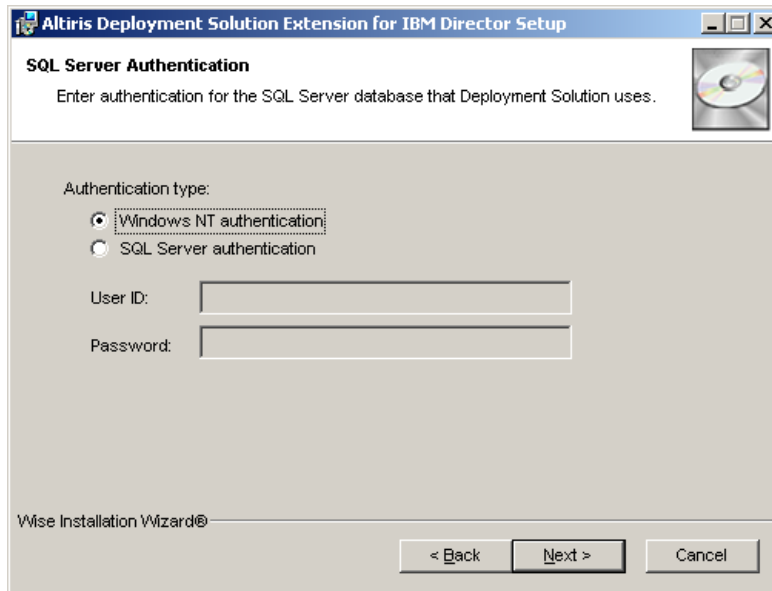 Altiris Deployment Solution Extension for IBM Director Setup
SQL Server Authentication
Enter authentication for the SQL Server database that Deployment Solution uses.
Authentication type:
Windows NT authentication
SQL Server authentication
User ID:
Password:
Wise Installation Wizard®
< Back Next > Cancel